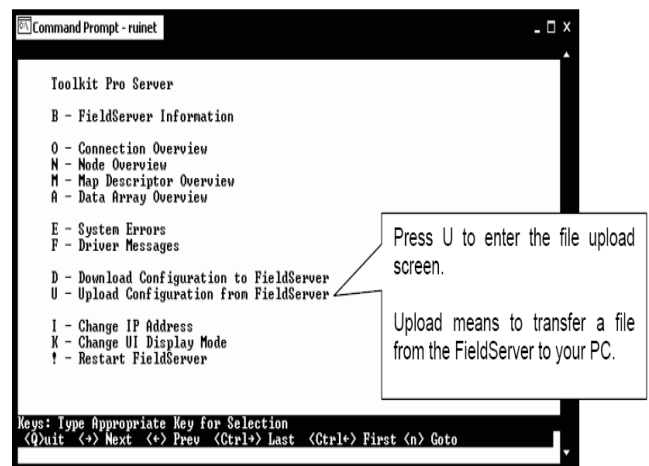 Command Prompt - ruinet
Toolkit Pro Server
B - FieldServer Information
O - Connection Overview
N - Node Overview
M - Map Descriptor Overview
A - Data Array Overview
E - System Errors
F - Driver Messages
D - Download Configuration to FieldServer
U - Upload Configuration from FieldServer
I - Change IP Address
K - Change UI Display Mode
! - Restart FieldServer
Press U to enter the file upload
screen.
Upload means to transfer a file
from the FieldServer to your PC.
Keys: Type Appropriate Key for Selection
<Q>uit <→> Next <←> Prev <Ctrl→> Last <Ctrl←> First <n> Goto